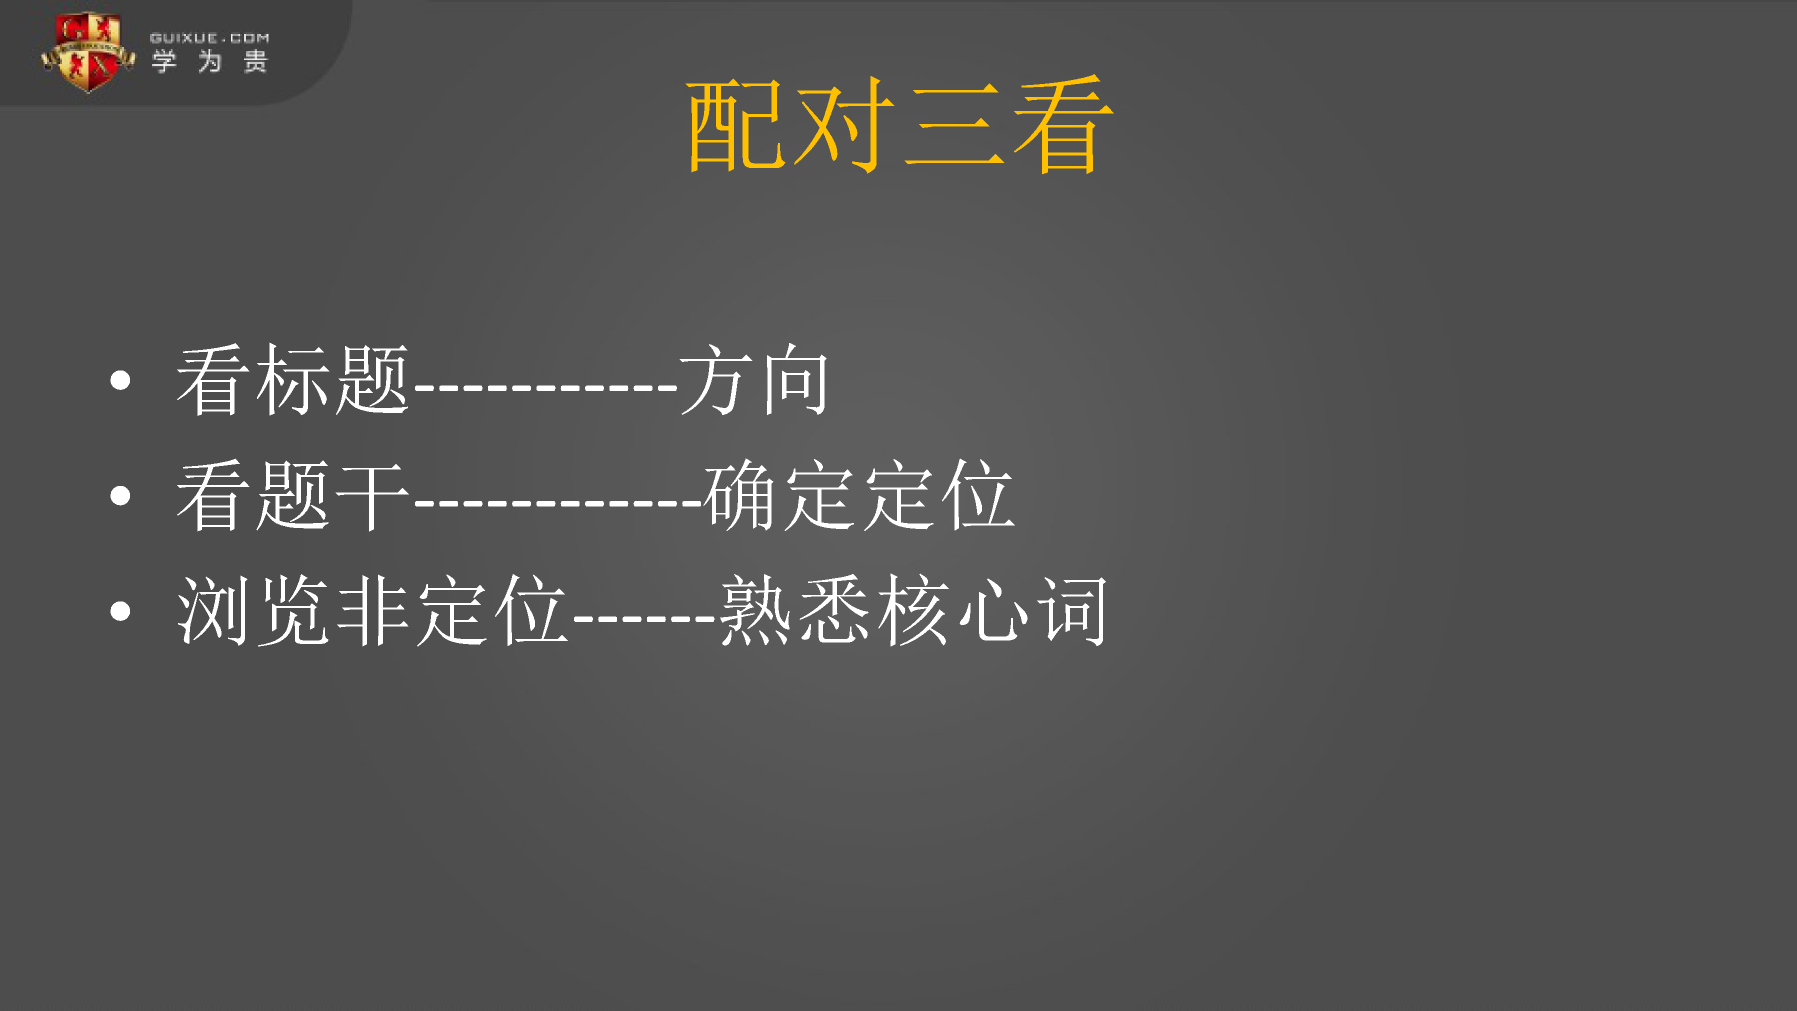 GUIXUE.COM
学为贵
配对三看
• 看标题-----------方向
• 看题干------------确定定位
• 浏览非定位------熟悉核心词